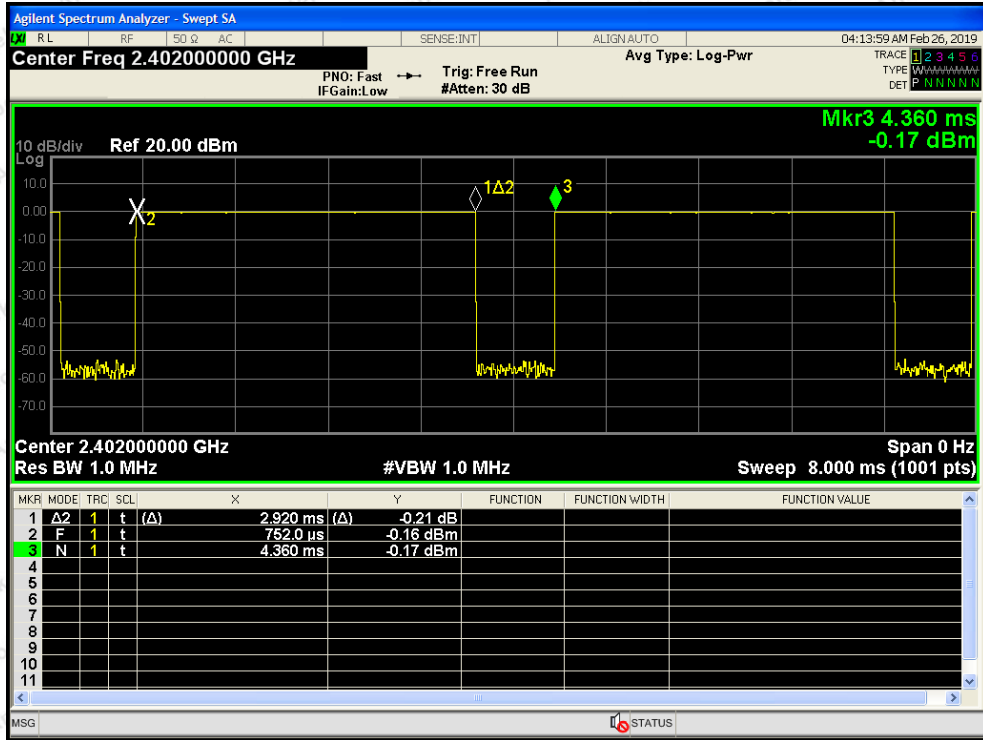 Agilent Spectrum Analyzer - Swept SA
LXI RL RF 50 Ω AC SENSE:INT ALIGN AUTO 04:13:59 AM Feb 26, 2019
Center Freq 2.402000000 GHz Avg Type: Log-Pwr TRACE 1 2 3 4 5 6
PNO: Fast Trig: Free Run TYPE WWWWWW
IFGain:Low #Atten: 30 dB DET P N N N N N
Mkr3 4.360 ms
10 dB/div Ref 20.00 dBm -0.17 dBm
Log
10.0
0.00
-10.0
-20.0
-30.0
-40.0
-50.0
-60.0
-70.0
X2 1Δ2 3
Center 2.402000000 GHz Span 0 Hz
Res BW 1.0 MHz #VBW 1.0 MHz Sweep 8.000 ms (1001 pts)
MKR MODE TRC SCL X Y FUNCTION FUNCTION WIDTH FUNCTION VALUE
1 Δ2 1 t (Δ) 2.920 ms (Δ) -0.21 dB
2 F 1 t 752.0 µs -0.16 dBm
3 N 1 t 4.360 ms -0.17 dBm
4
5
6
7
8
9
10
11
MSG STATUS